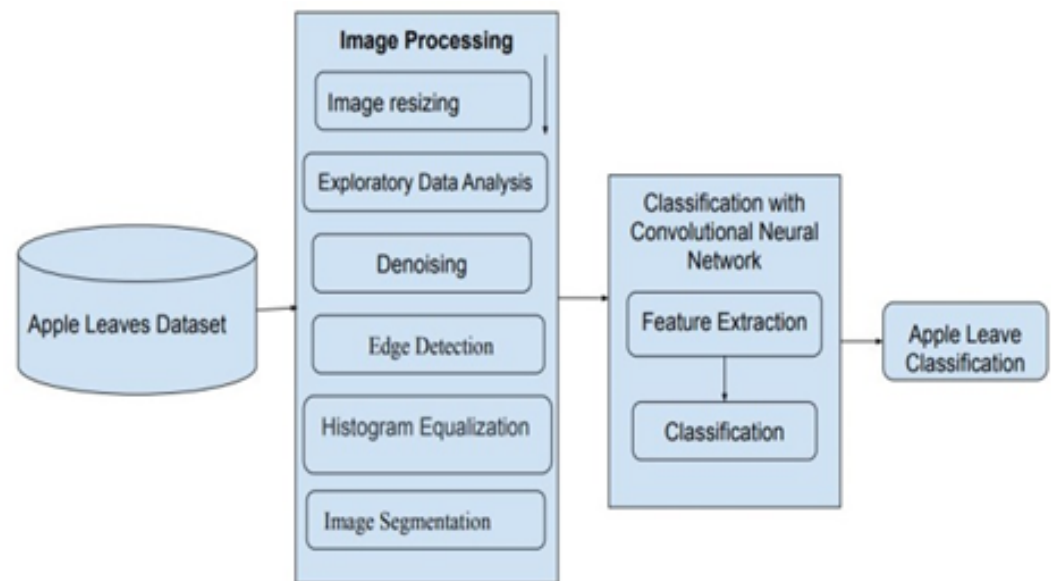 Apple Leaves Dataset
Image Processing
Image resizing
Exploratory Data Analysis
Denoising
Edge Detection
Histogram Equalization
Image Segmentation
Classification with
Convolutional Neural
Network
Feature Extraction
Classification
Apple Leave
Classification